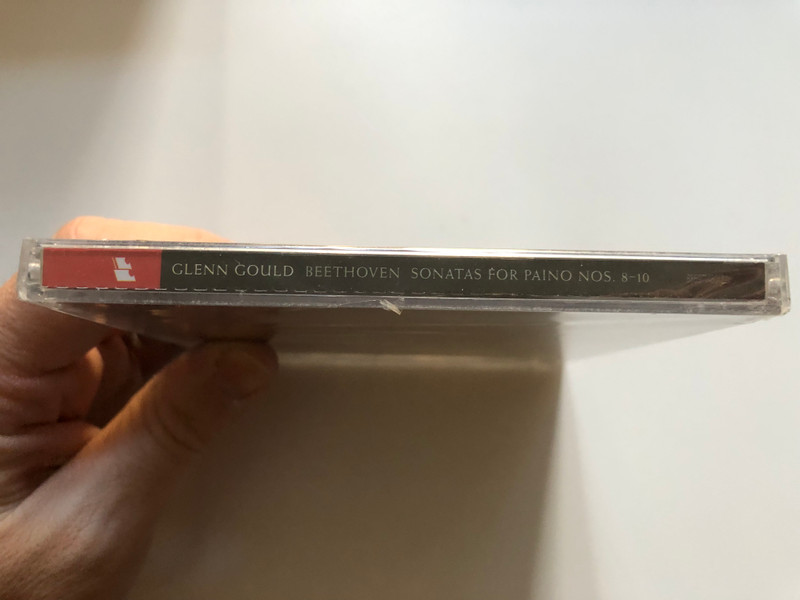 GLENN GOULD BEETHOVEN SONATAS FOR PAINO NOS. 8–10